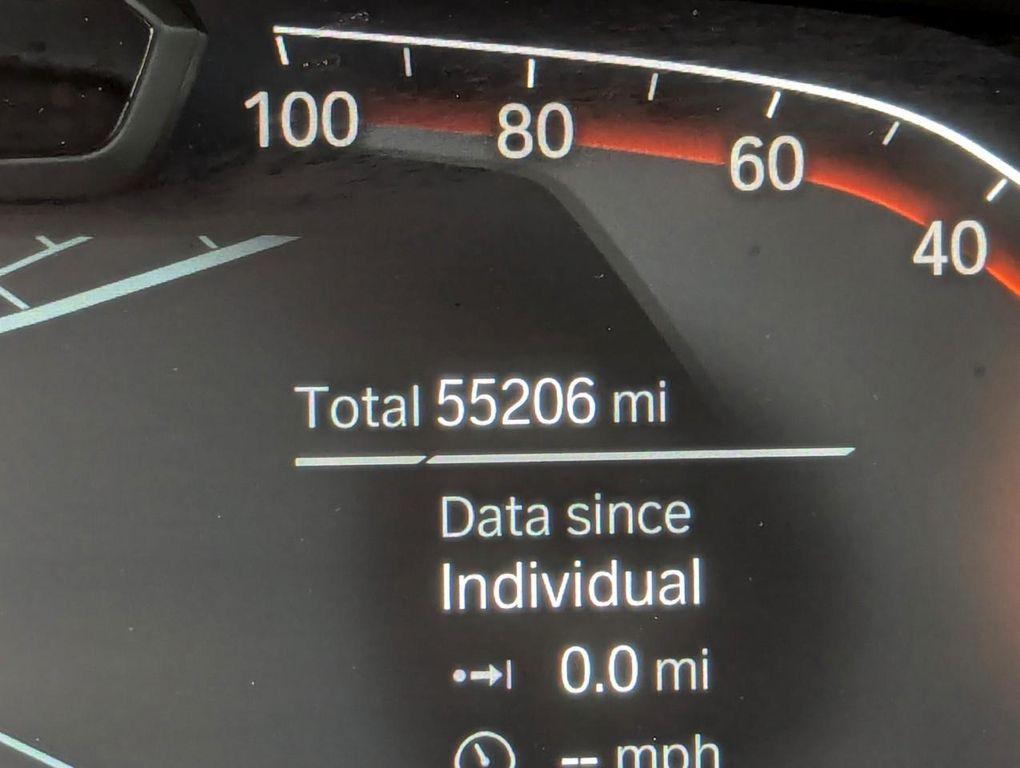 100 80 60 40
Total 55206 mi
Data since
Individual
0.0 mi
-- mph